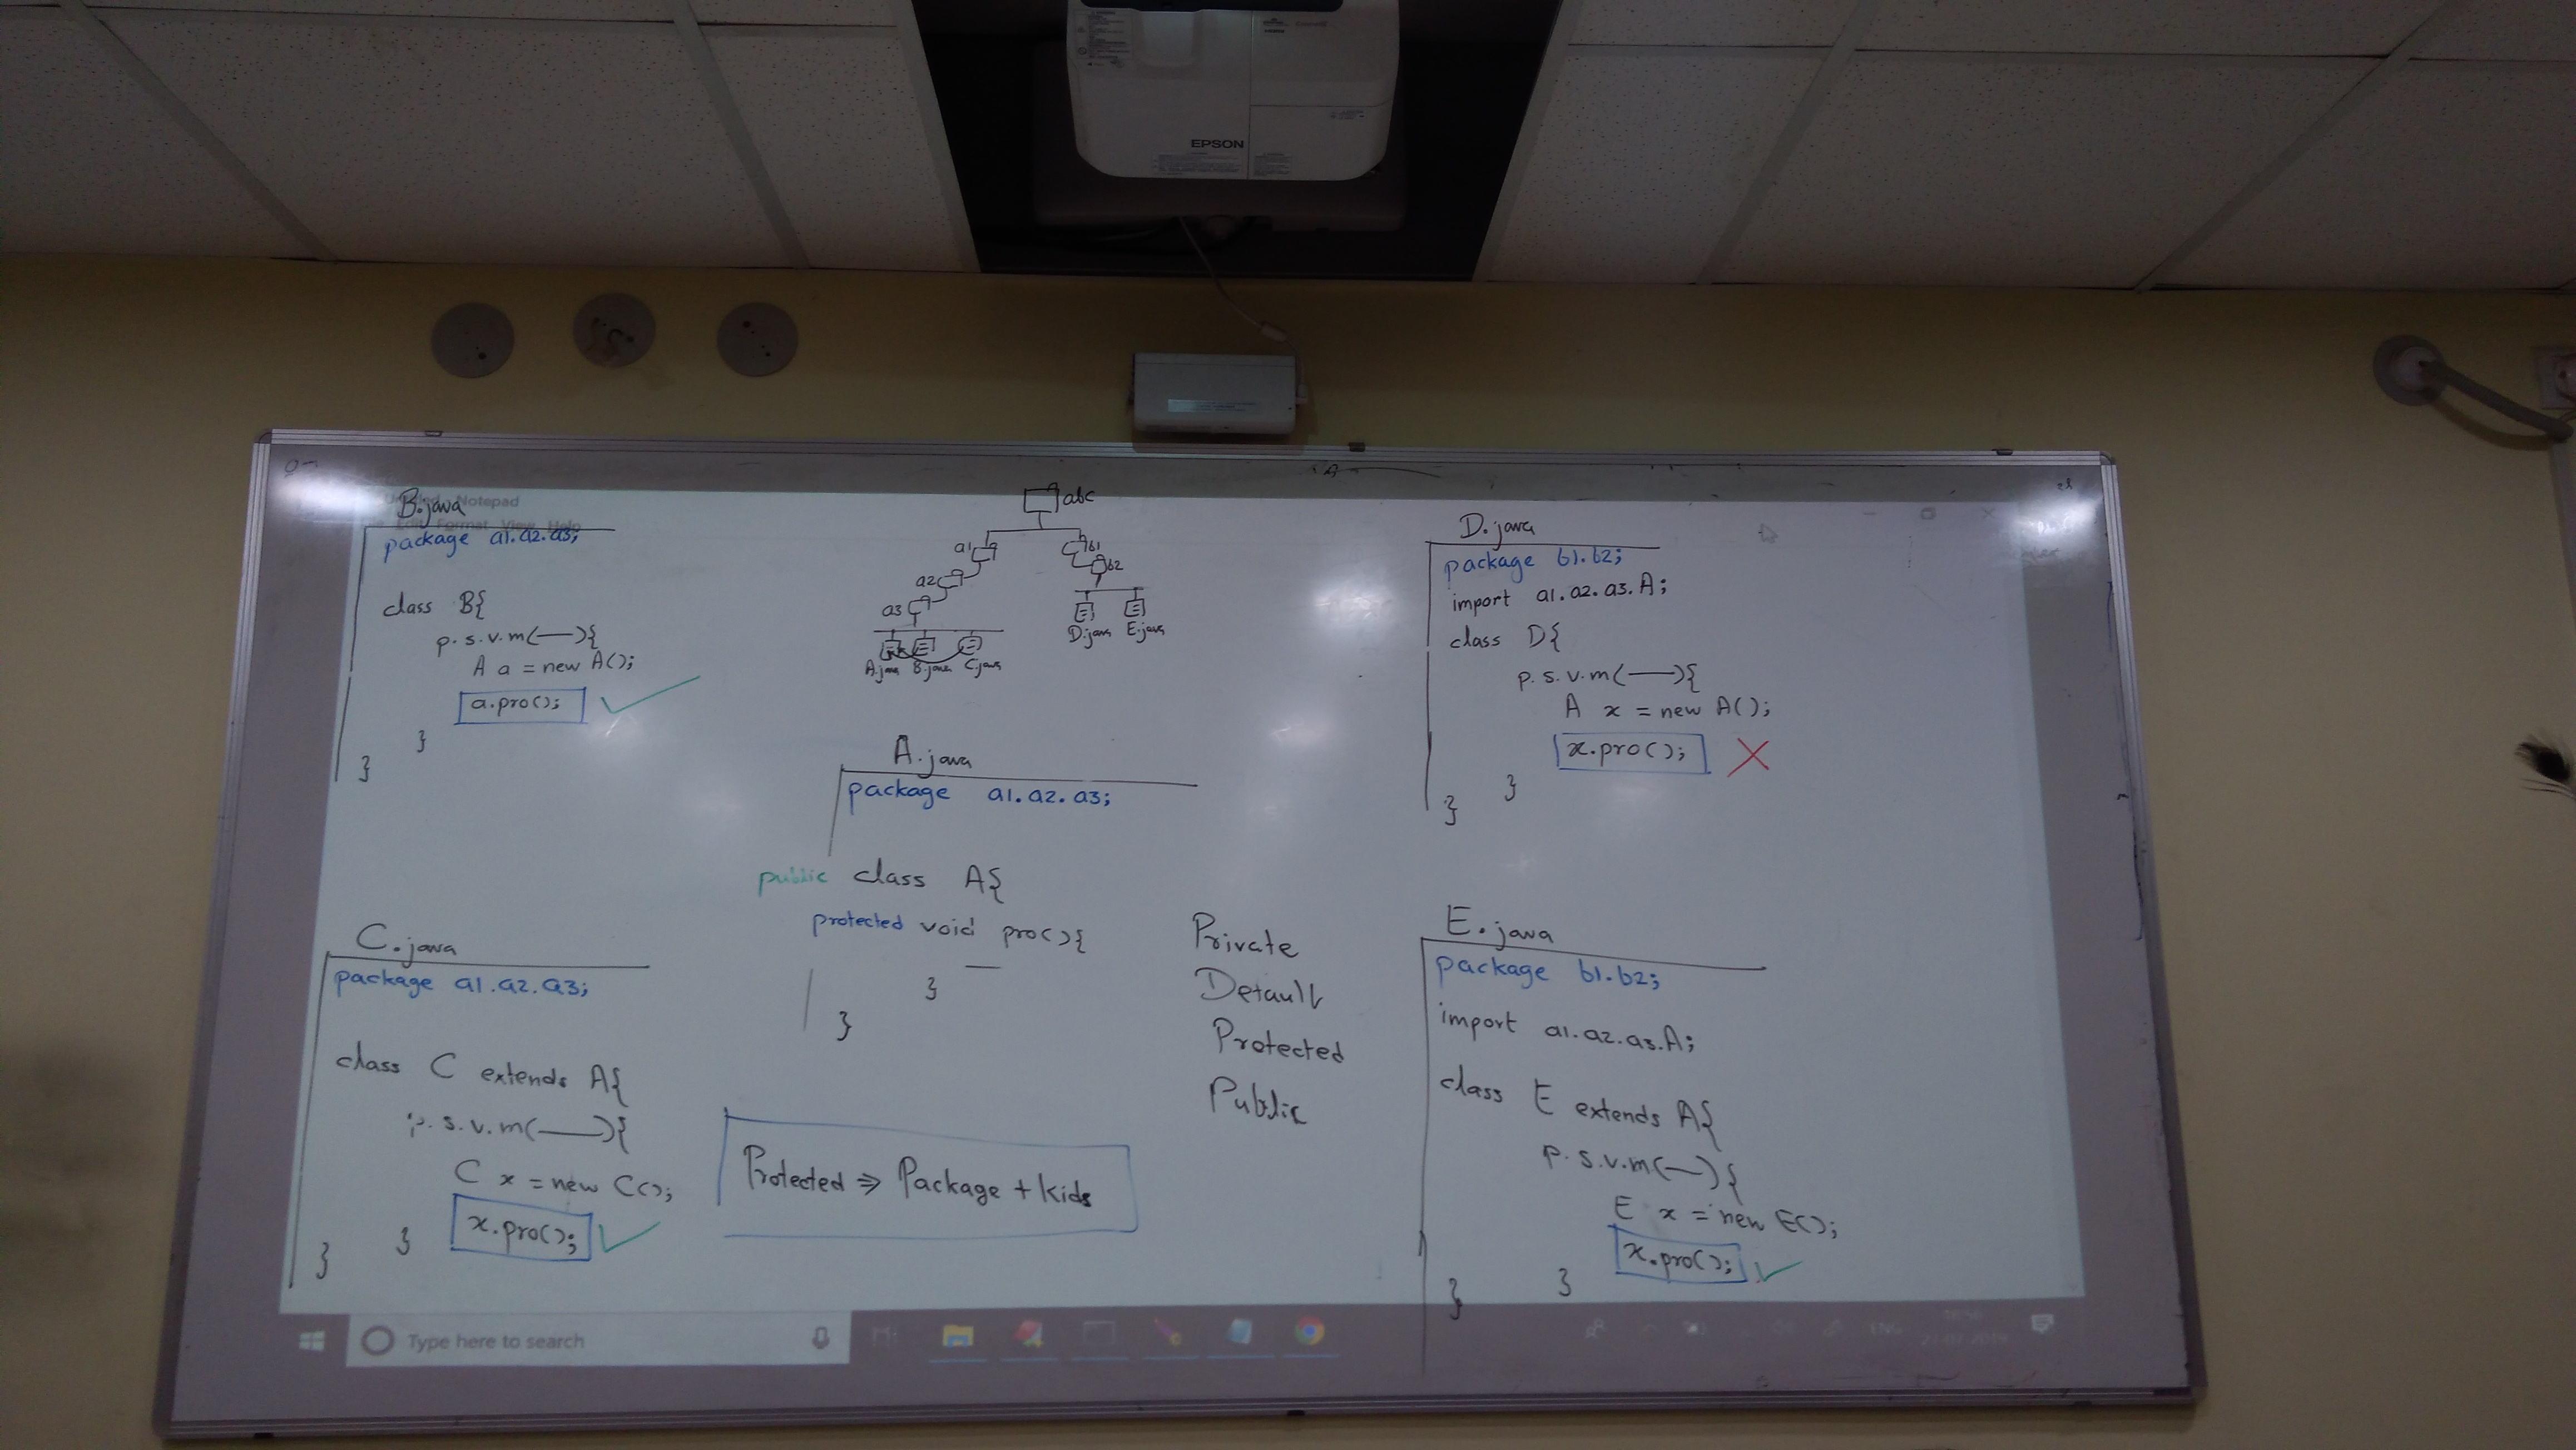 EPSON
B.java
Notepad
Edit Format View Help
package a1.a2.a3;
class B{
p.s.v.m(—){
A a = new A();
a.pro();
}
}
abc
a1
b1
a2
b2
a3
D.java E.java
A.java B.java C.java
A.java
package a1.a2.a3;
public class A{
protected void pro(){
—
}
}
C.java
package a1.a2.a3;
class C extends A{
p.s.v.m(—){
C x = new C();
x.pro();
}
}
Protected ⇒ Package + kids
Private
Default
Protected
Public
D.java
package b1.b2;
import a1.a2.a3.A;
class D{
p.s.v.m(—){
A x = new A();
x.pro();
}
}
E.java
package b1.b2;
import a1.a2.a3.A;
class E extends A{
p.s.v.m(—){
E x = new E();
x.pro();
}
}
Type here to search
ENG